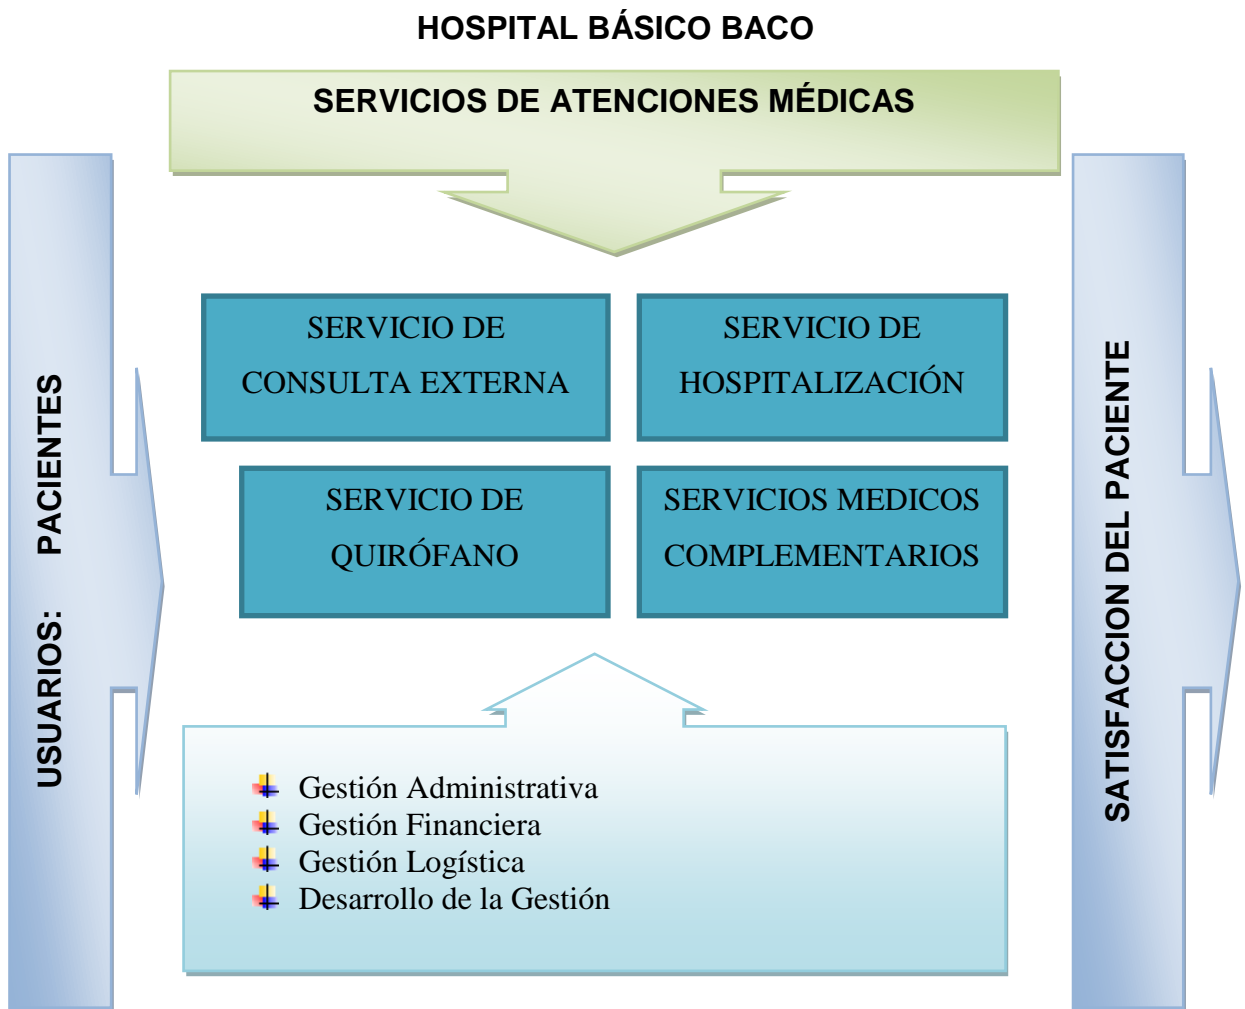 HOSPITAL BÁSICO BACO
SERVICIOS DE ATENCIONES MÉDICAS
USUARIOS: PACIENTES
SERVICIO DE
CONSULTA EXTERNA
SERVICIO DE
HOSPITALIZACIÓN
SERVICIO DE
QUIRÓFANO
SERVICIOS MEDICOS
COMPLEMENTARIOS
Gestión Administrativa
Gestión Financiera
Gestión Logística
Desarrollo de la Gestión
SATISFACCION DEL PACIENTE